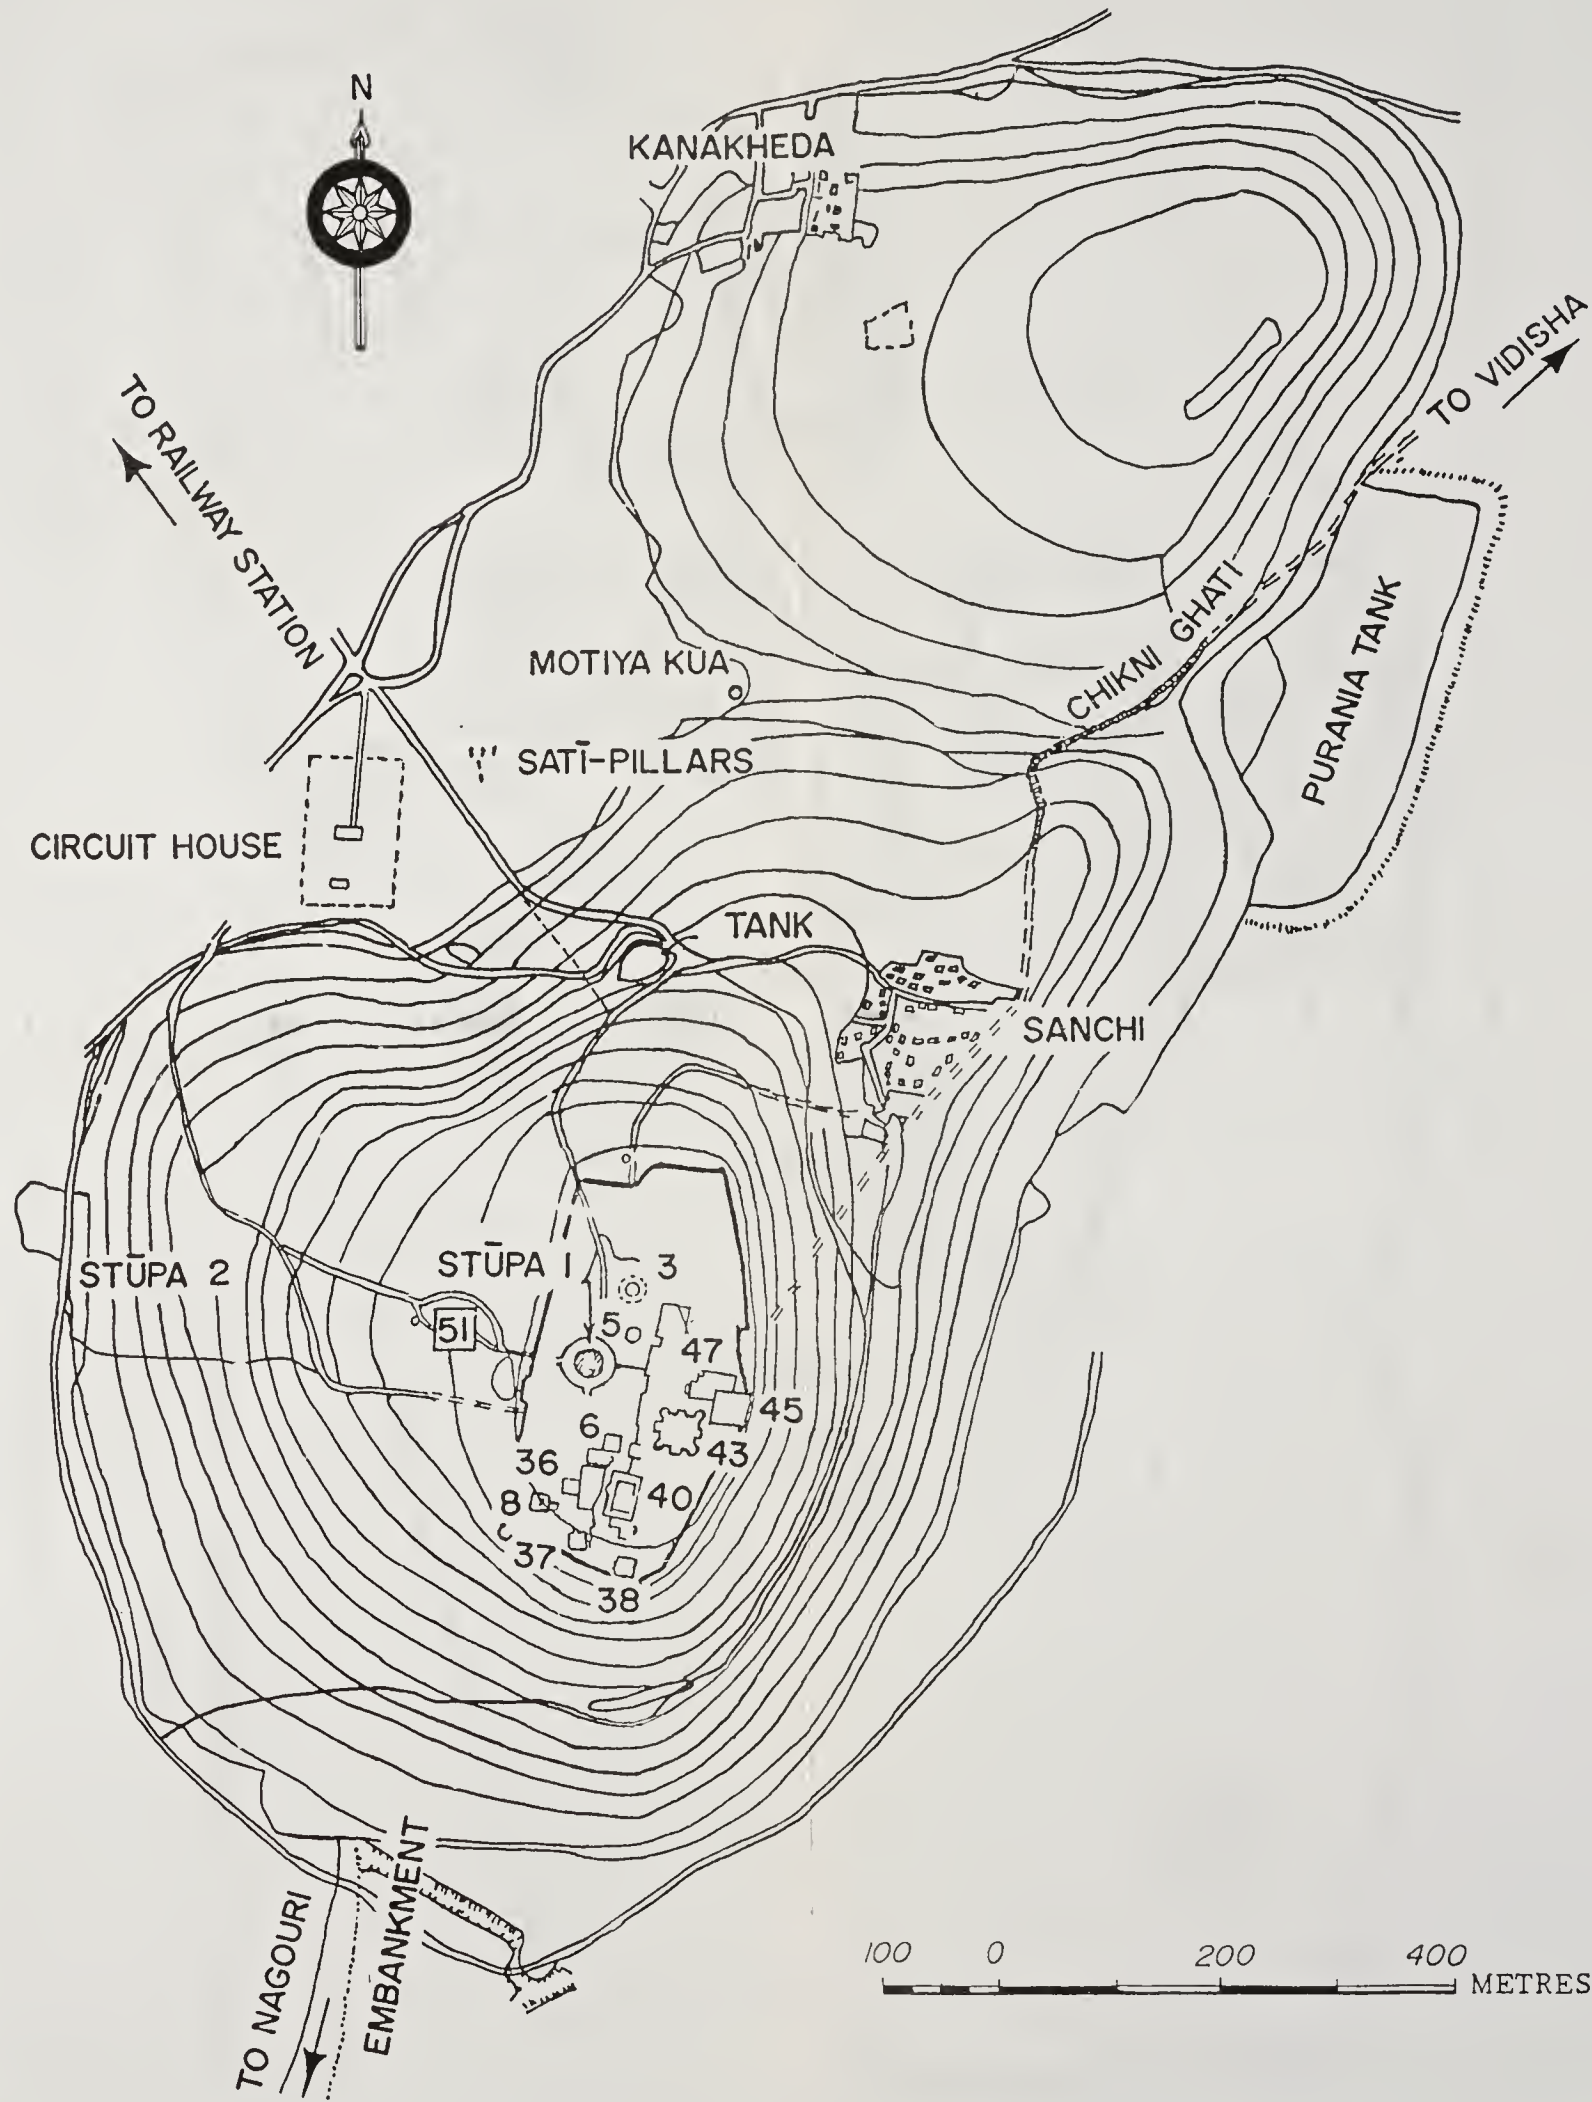 N
KANAKHEDA
TO VIDISHA
TO RAILWAY STATION
CHIKNI GHATI
PURANIA TANK
MOTIYA KUA
SATĪ-PILLARS
CIRCUIT HOUSE
TANK
SANCHI
STŪPA 2
STŪPA 1
3
51
5
47
45
6
43
36
8
40
37
38
TO NAGOURI
EMBANKMENT
100 0 200 400
METRES